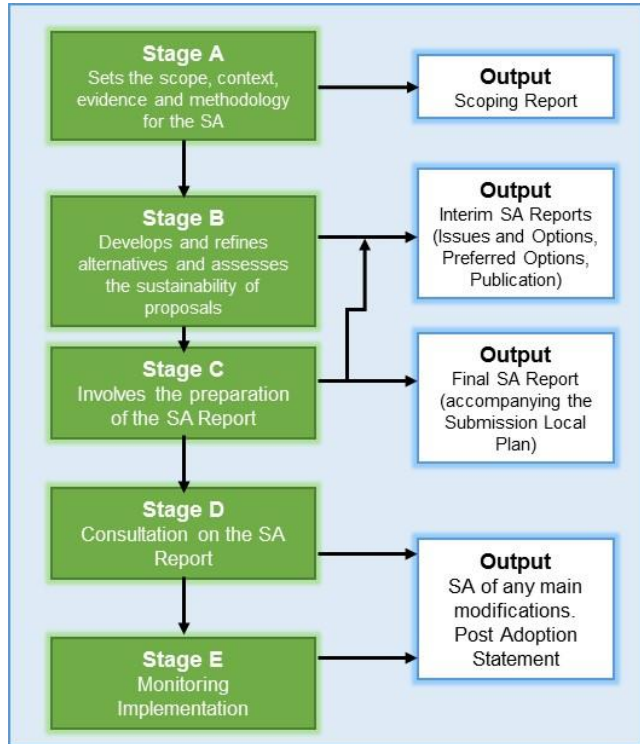 Stage A
Sets the scope, context,
evidence and methodology
for the SA
Output
Scoping Report
Stage B
Develops and refines
alternatives and assesses
the sustainability of
proposals
Output
Interim SA Reports
(Issues and Options,
Preferred Options,
Publication)
Stage C
Involves the preparation
of the SA Report
Output
Final SA Report
(accompanying the
Submission Local
Plan)
Stage D
Consultation on the SA
Report
Output
SA of any main
modifications.
Post Adoption
Statement
Stage E
Monitoring
Implementation